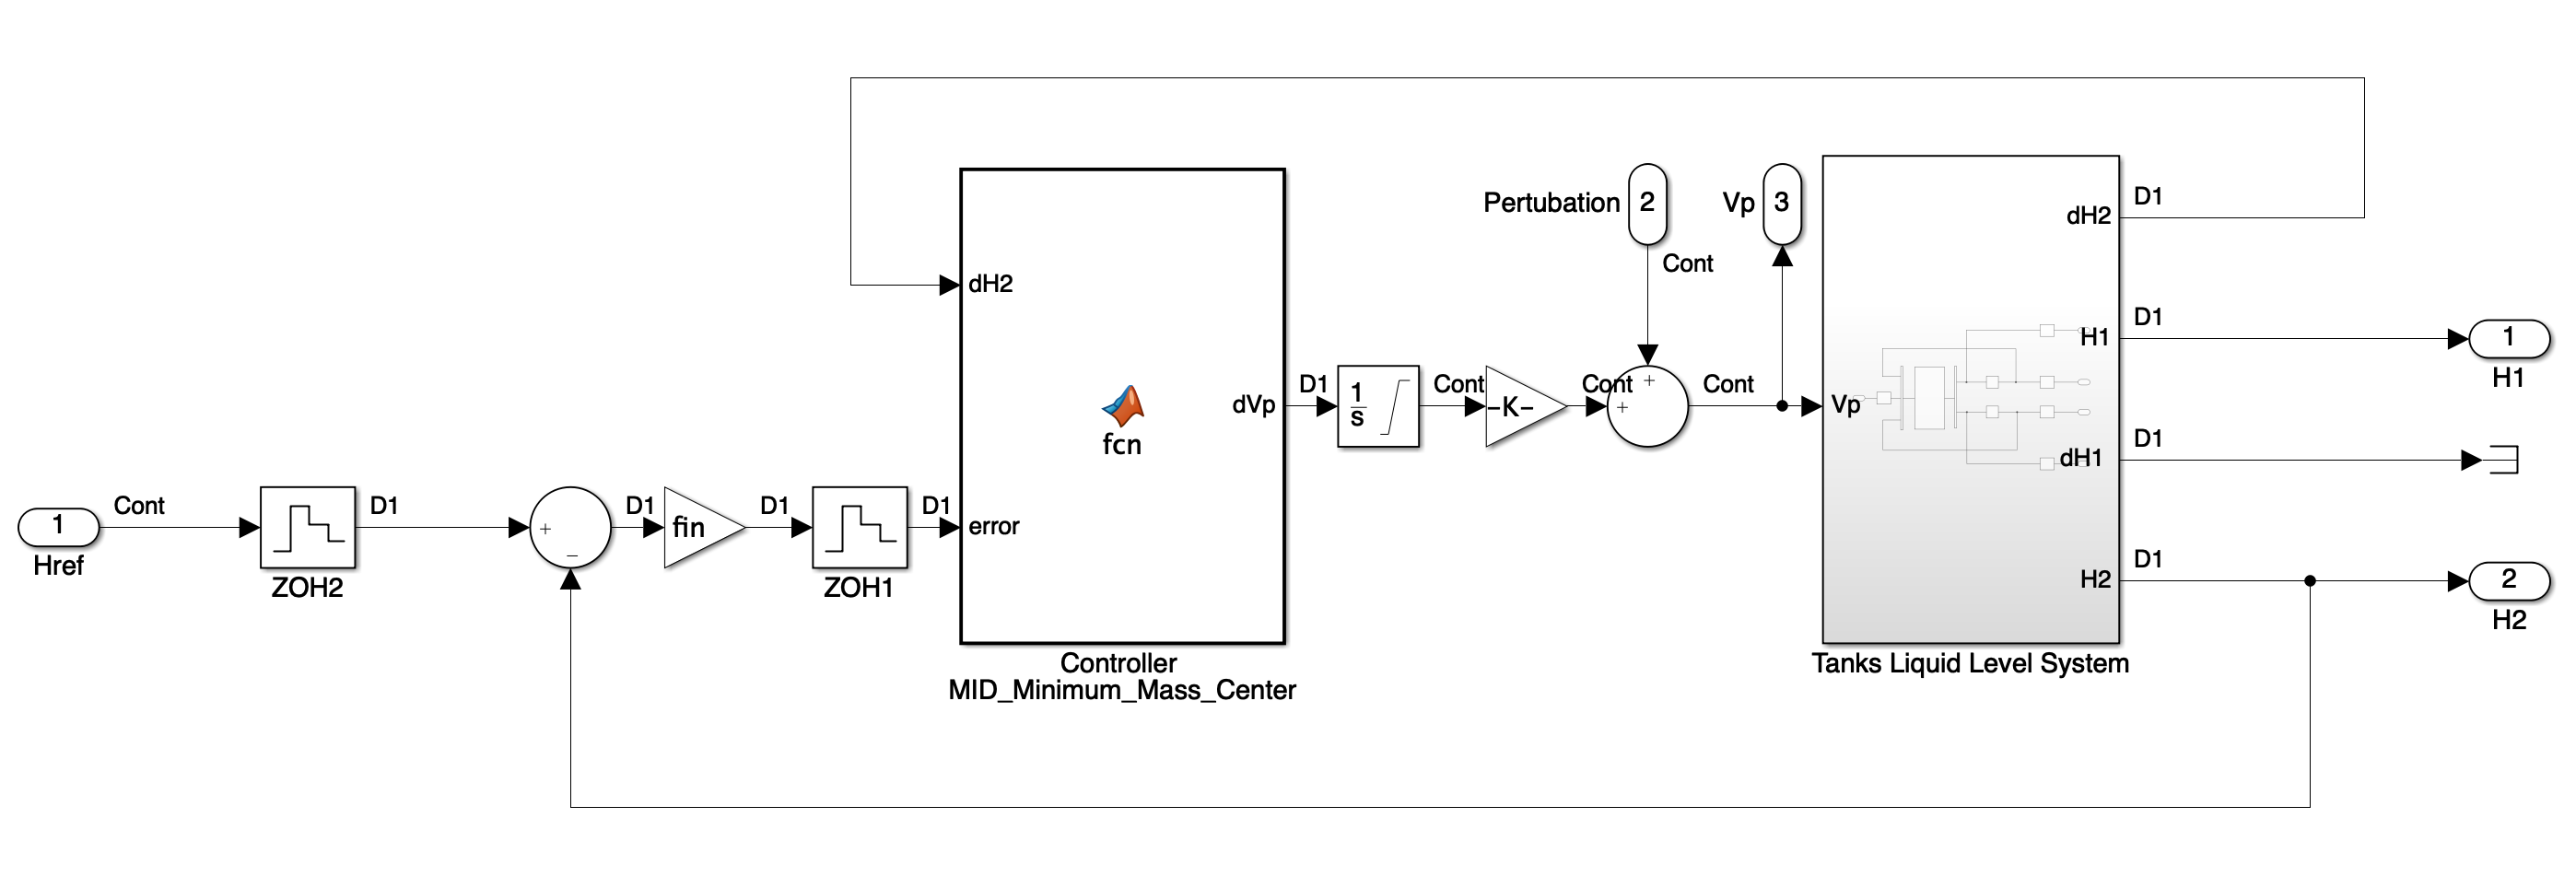 Pertubation
2
Vp
3
Cont
dH2
D1
dH2
H1
D1
1
H1
fcn
dVp
D1
1
s
Cont
-K-
Cont
+
+
Cont
Vp
dH1
D1
1
Href
Cont
ZOH2
D1
+
−
D1
fin
D1
ZOH1
D1
error
H2
D1
2
H2
Controller
MID_Minimum_Mass_Center
Tanks Liquid Level System